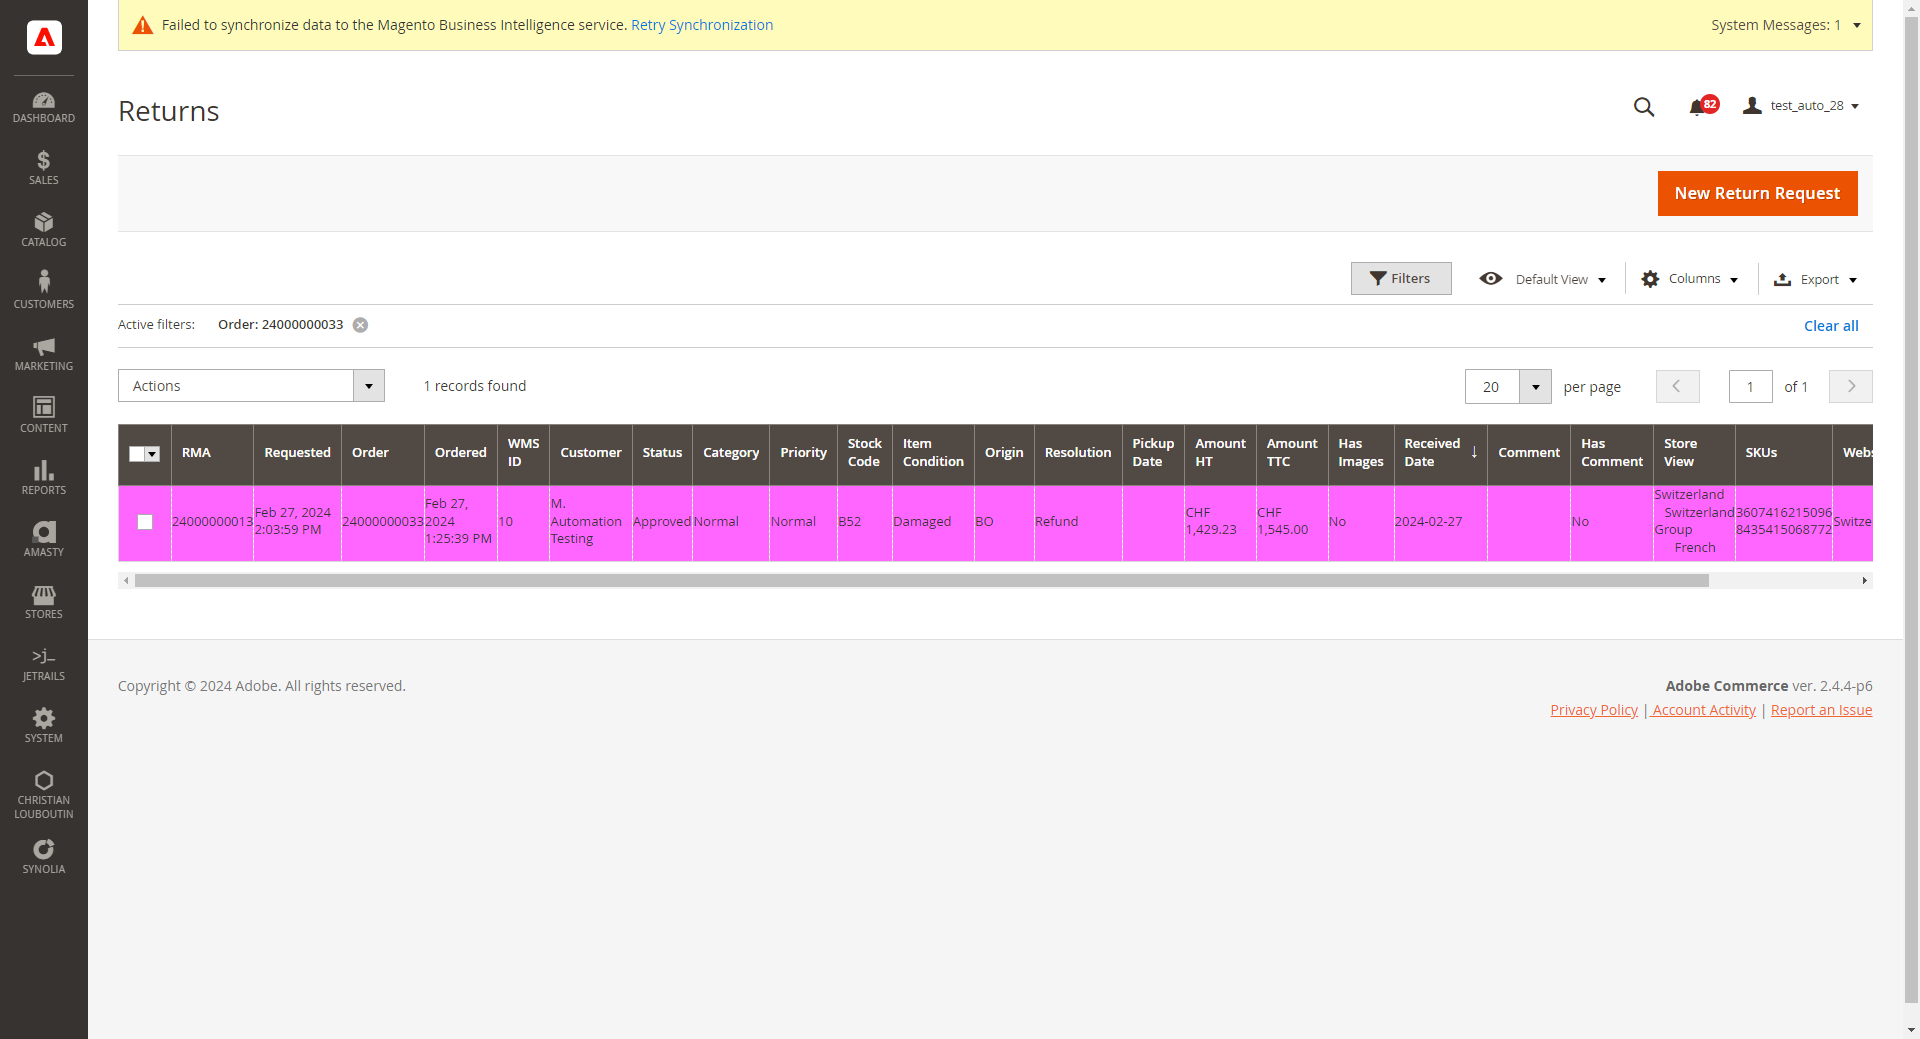 Failed to synchronize data to the Magento Business Intelligence service. Retry Synchronization
System Messages: 1
Returns
82
test_auto_28
New Return Request
Filters
Default View
Columns
Export
Active filters:
Order: 24000000033
Clear all
Actions
1 records found
20
per page
1
of 1
RMA
Requested
Order
Ordered
WMS
ID
Customer
Status
Category
Priority
Stock
Code
Item
Condition
Origin
Resolution
Pickup
Date
Amount
HT
Amount
TTC
Has
Images
Received
Date
Comment
Has
Comment
Store
View
SKUs
Webs
24000000013
Feb 27, 2024
2:03:59 PM
24000000033
Feb 27,
2024
1:25:39 PM
10
M.
Automation
Testing
Approved
Normal
Normal
B52
Damaged
BO
Refund
CHF
1,429.23
CHF
1,545.00
No
2024-02-27
No
Switzerland
Switzerland
Group
French
3607416215096
8435415068772
Switze
DASHBOARD
$
SALES
CATALOG
CUSTOMERS
MARKETING
CONTENT
REPORTS
AMASTY
STORES
>j_
JETRAILS
SYSTEM
CHRISTIAN
LOUBOUTIN
SYNOLIA
Copyright © 2024 Adobe. All rights reserved.
Adobe Commerce ver. 2.4.4-p6
Privacy Policy | Account Activity | Report an Issue